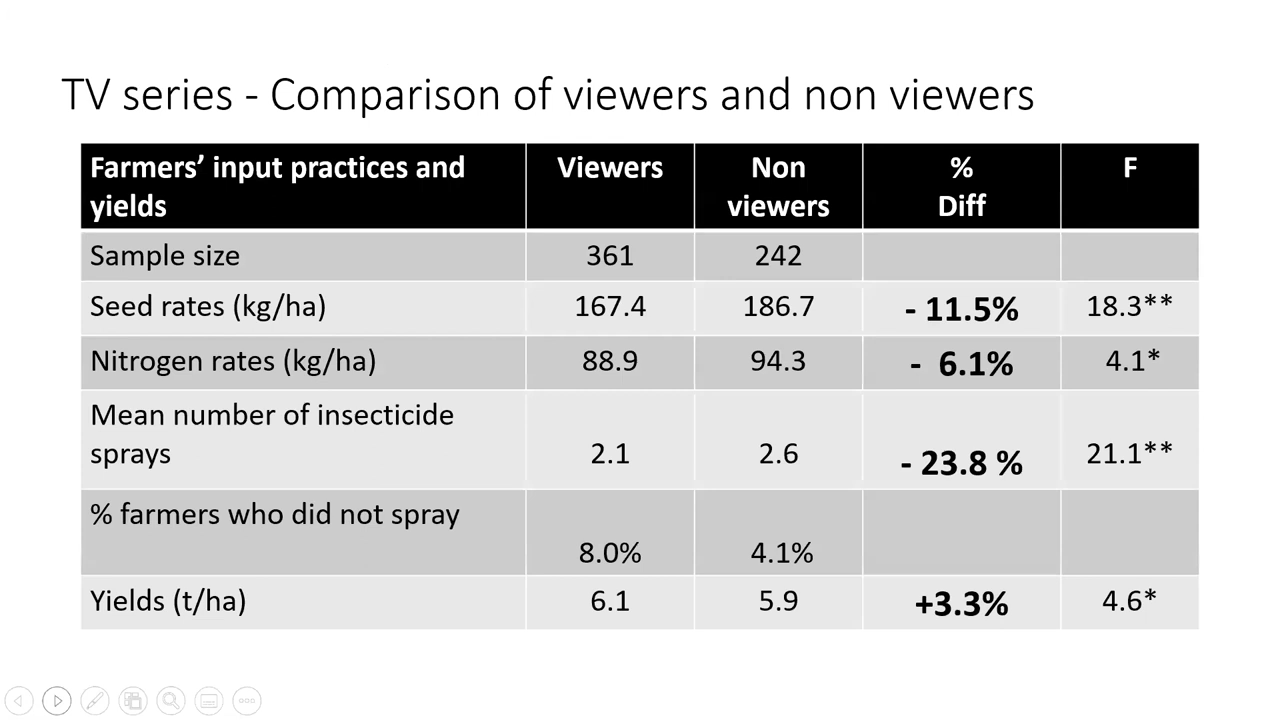 TV series - Comparison of viewers and non viewers
Farmers’ input practices and yields Viewers Non viewers % Diff F
Sample size 361 242
Seed rates (kg/ha) 167.4 186.7 - 11.5% 18.3**
Nitrogen rates (kg/ha) 88.9 94.3 - 6.1% 4.1*
Mean number of insecticide sprays 2.1 2.6 - 23.8 % 21.1**
% farmers who did not spray 8.0% 4.1%
Yields (t/ha) 6.1 5.9 +3.3% 4.6*